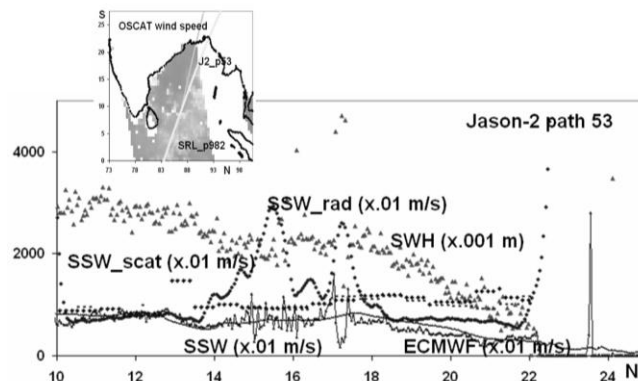 S
OSCAT wind speed
25
20
J2_p53
15
10
5
SRL_p982
0
73 78 83 88 93 98
N
Jason-2 path 53
4000
SSW_rad (x.01 m/s)
SWH (x.001 m)
SSW_scat (x.01 m/s)
2000
SSW (x.01 m/s)
ECMWF (x.01 m/s)
0
10 12 14 16 18 20 22 24 N